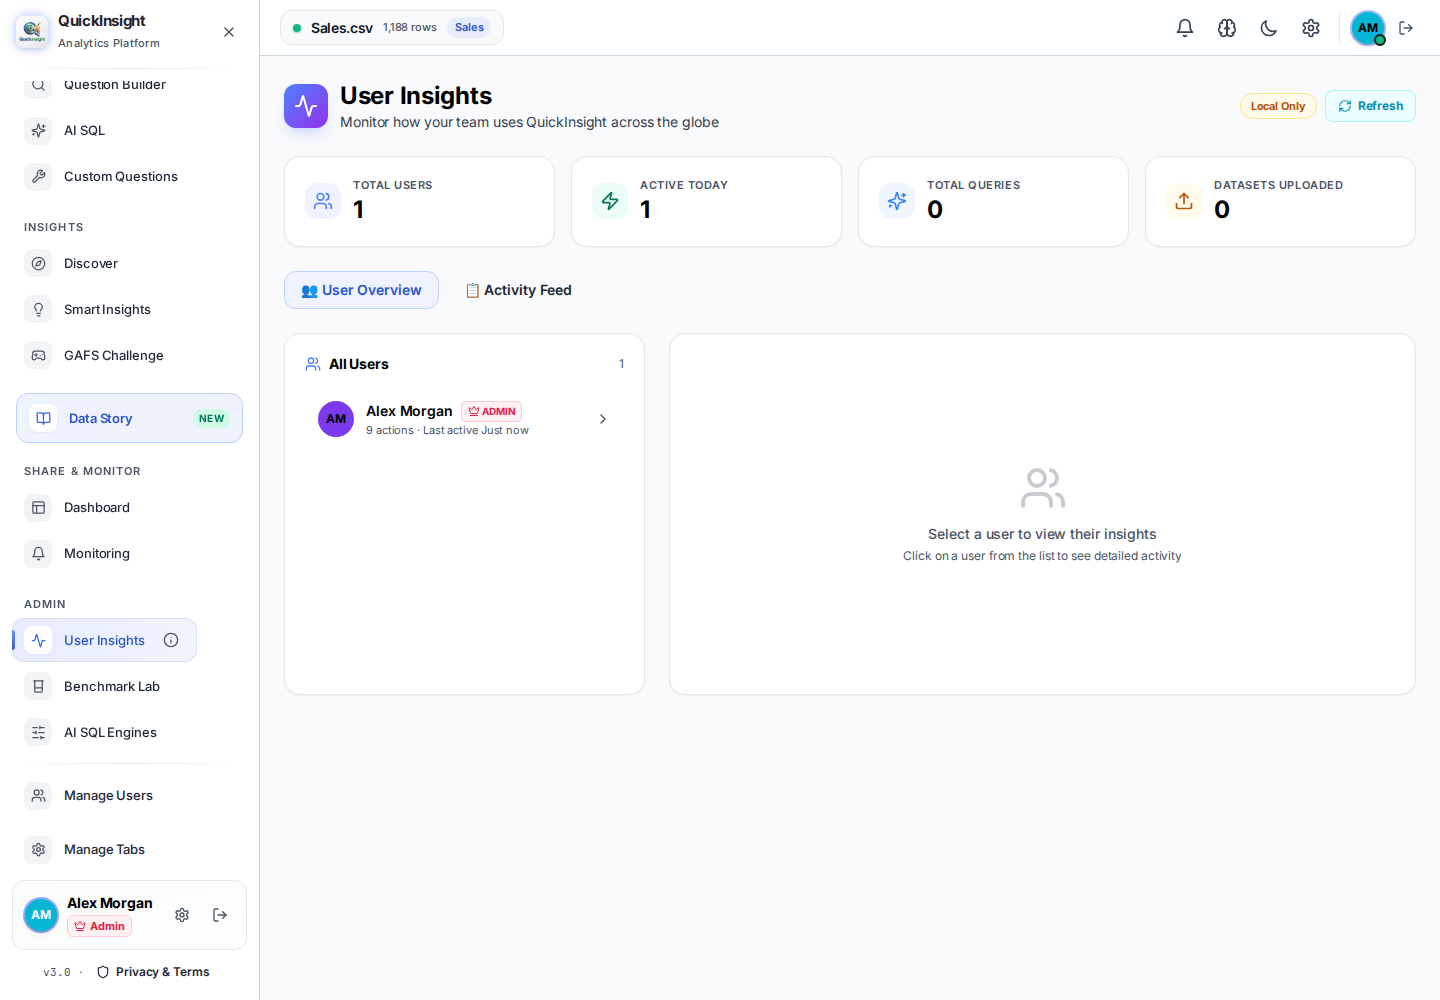 QuickInsight
Analytics Platform
Question Builder
AI SQL
Custom Questions
INSIGHTS
Discover
Smart Insights
GAFS Challenge
Data Story NEW
SHARE & MONITOR
Dashboard
Monitoring
ADMIN
User Insights
Benchmark Lab
AI SQL Engines
Manage Users
Manage Tabs
AM Alex Morgan
Admin
v3.0 · Privacy & Terms
Sales.csv 1,188 rows Sales
AM
User Insights
Monitor how your team uses QuickInsight across the globe
Local Only Refresh
TOTAL USERS
1
ACTIVE TODAY
1
TOTAL QUERIES
0
DATASETS UPLOADED
0
User Overview Activity Feed
All Users 1
AM Alex Morgan ADMIN
9 actions · Last active Just now
Select a user to view their insights
Click on a user from the list to see detailed activity